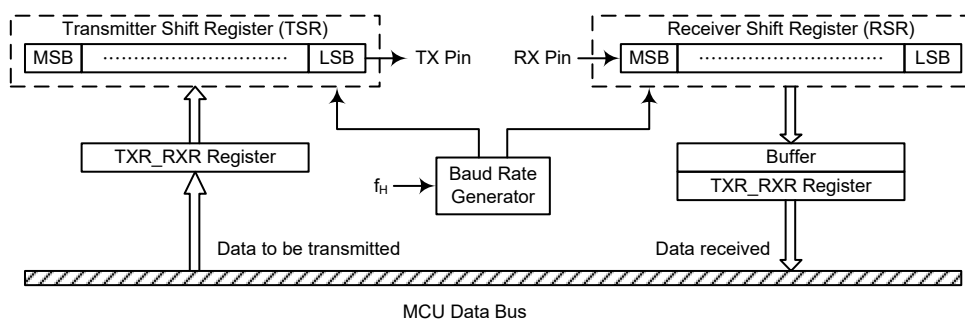 Transmitter Shift Register (TSR)
MSB
LSB
TX Pin
RX Pin
Receiver Shift Register (RSR)
MSB
LSB
TXR_RXR Register
fH
Baud Rate
Generator
Buffer
TXR_RXR Register
Data to be transmitted
Data received
MCU Data Bus